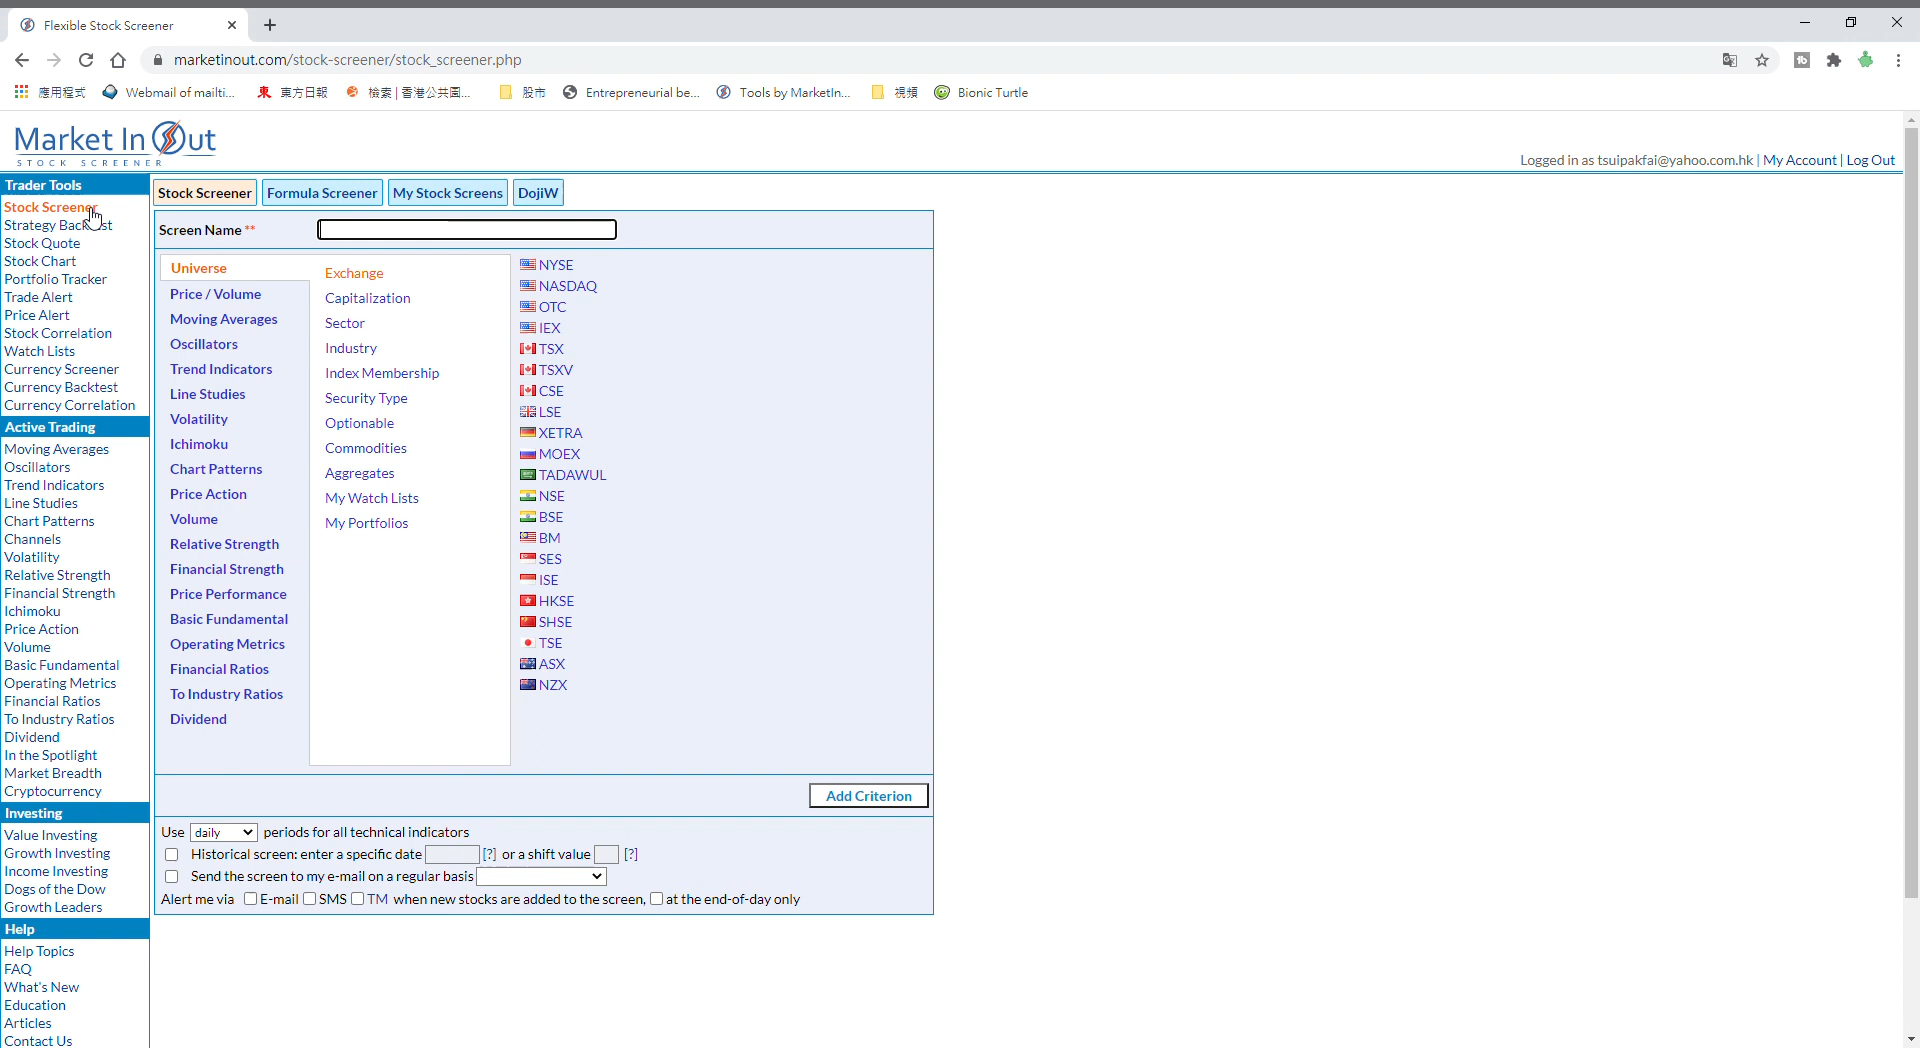 Flexible Stock Screener
marketinout.com/stock-screener/stock_screener.php
應用程式 Webmail of mailti... 東方日報 檢索 | 香港公共圖... 股市 Entrepreneurial be... Tools by MarketIn... 視頻 Bionic Turtle
Market In Out
STOCK SCREENER
Logged in as tsuipakfai@yahoo.com.hk | My Account | Log Out
Trader Tools
Stock Screener
Strategy Backtest
Stock Quote
Stock Chart
Portfolio Tracker
Trade Alert
Price Alert
Stock Correlation
Watch Lists
Currency Screener
Currency Backtest
Currency Correlation
Active Trading
Moving Averages
Oscillators
Trend Indicators
Line Studies
Chart Patterns
Channels
Volatility
Relative Strength
Financial Strength
Ichimoku
Price Action
Volume
Basic Fundamental
Operating Metrics
Financial Ratios
To Industry Ratios
Dividend
In the Spotlight
Market Breadth
Cryptocurrency
Investing
Value Investing
Growth Investing
Income Investing
Dogs of the Dow
Growth Leaders
Help
Help Topics
FAQ
What's New
Education
Articles
Contact Us
Stock Screener Formula Screener My Stock Screens DojiW
Screen Name **
Universe
Price / Volume
Moving Averages
Oscillators
Trend Indicators
Line Studies
Volatility
Ichimoku
Chart Patterns
Price Action
Volume
Relative Strength
Financial Strength
Price Performance
Basic Fundamental
Operating Metrics
Financial Ratios
To Industry Ratios
Dividend
Exchange
Capitalization
Sector
Industry
Index Membership
Security Type
Optionable
Commodities
Aggregates
My Watch Lists
My Portfolios
NYSE
NASDAQ
OTC
IEX
TSX
TSXV
CSE
LSE
XETRA
MOEX
TADAWUL
NSE
BSE
BM
SES
ISE
HKSE
SHSE
TSE
ASX
NZX
Add Criterion
Use daily periods for all technical indicators
Historical screen: enter a specific date [?] or a shift value [?]
Send the screen to my e-mail on a regular basis
Alert me via E-mail SMS TM when new stocks are added to the screen, at the end-of-day only